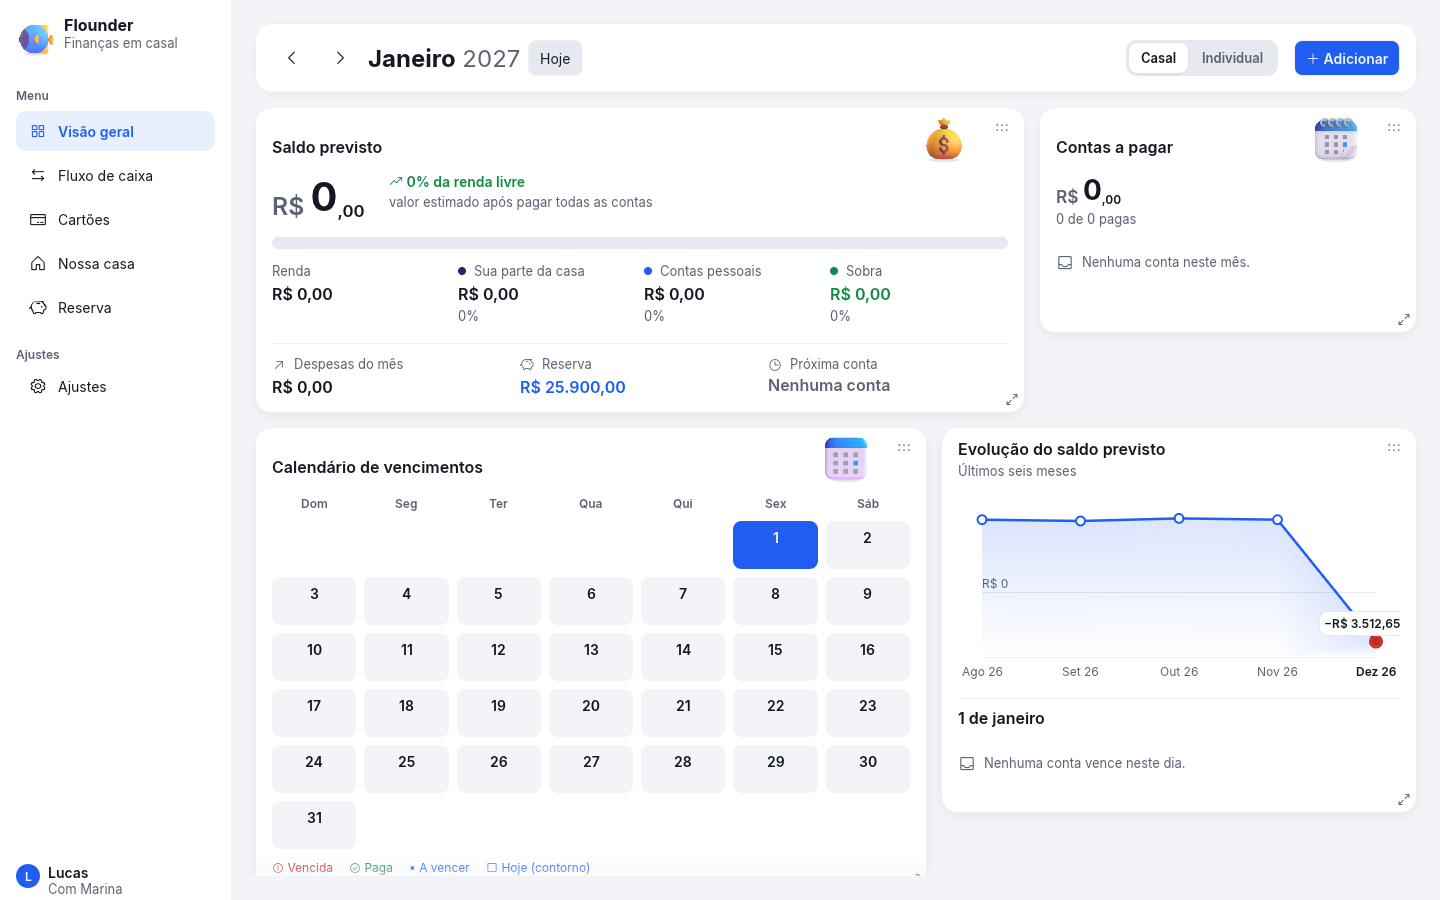 Flounder
Finanças em casal
Menu
Visão geral
Fluxo de caixa
Cartões
Nossa casa
Reserva
Ajustes
Ajustes
L
Lucas
Com Marina
Janeiro 2027
Hoje
Casal
Individual
Adicionar
Saldo previsto
R$ 0,00
0% da renda livre
valor estimado após pagar todas as contas
Renda
R$ 0,00
Sua parte da casa
R$ 0,00
0%
Contas pessoais
R$ 0,00
0%
Sobra
R$ 0,00
0%
Despesas do mês
R$ 0,00
Reserva
R$ 25.900,00
Próxima conta
Nenhuma conta
Contas a pagar
R$ 0,00
0 de 0 pagas
Nenhuma conta neste mês.
Calendário de vencimentos
Dom Seg Ter Qua Qui Sex Sáb
1 2
3 4 5 6 7 8 9
10 11 12 13 14 15 16
17 18 19 20 21 22 23
24 25 26 27 28 29 30
31
Vencida Paga • A vencer Hoje (contorno)
Evolução do saldo previsto
Últimos seis meses
R$ 0
−R$ 3.512,65
Ago 26 Set 26 Out 26 Nov 26 Dez 26
1 de janeiro
Nenhuma conta vence neste dia.